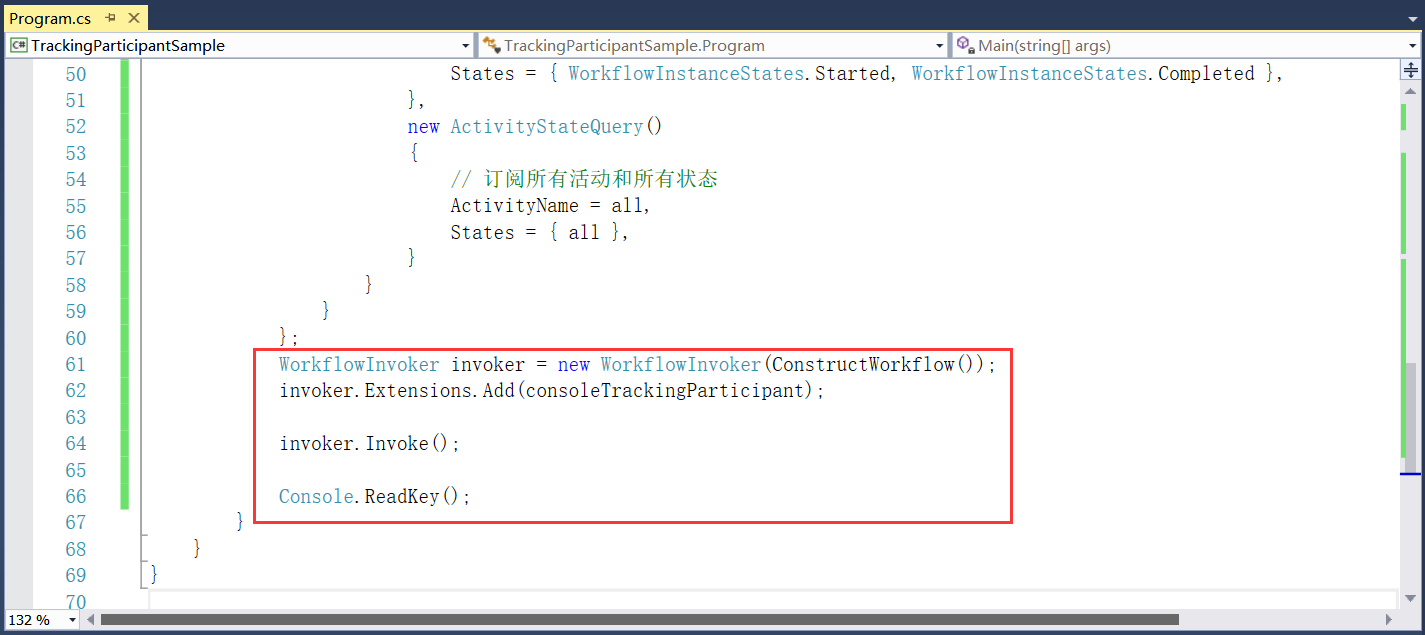 Program.cs
C# TrackingParticipantSample TrackingParticipantSample.Program Main(string[] args)
50 States = { WorkflowInstanceStates.Started, WorkflowInstanceStates.Completed },
51 },
52 new ActivityStateQuery()
53 {
54 // 订阅所有活动和所有状态
55 ActivityName = all,
56 States = { all },
57 }
58 }
59 }
60 };
61 WorkflowInvoker invoker = new WorkflowInvoker(ConstructWorkflow());
62 invoker.Extensions.Add(consoleTrackingParticipant);
63
64 invoker.Invoke();
65
66 Console.ReadKey();
67 }
68 }
69 }
70
132 %